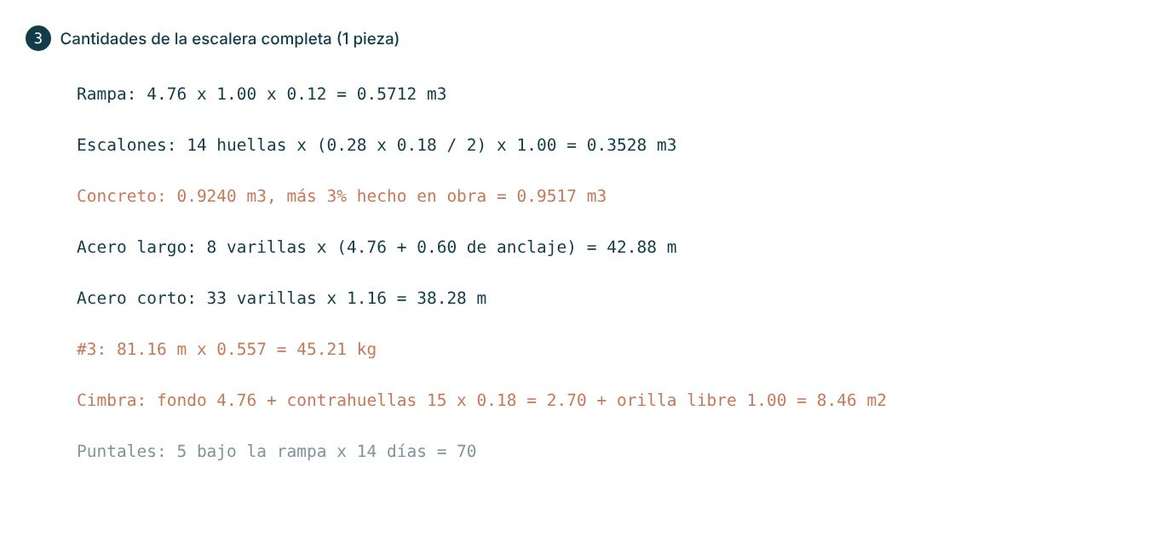 3 Cantidades de la escalera completa (1 pieza)
Rampa: 4.76 x 1.00 x 0.12 = 0.5712 m3
Escalones: 14 huellas x (0.28 x 0.18 / 2) x 1.00 = 0.3528 m3
Concreto: 0.9240 m3, más 3% hecho en obra = 0.9517 m3
Acero largo: 8 varillas x (4.76 + 0.60 de anclaje) = 42.88 m
Acero corto: 33 varillas x 1.16 = 38.28 m
#3: 81.16 m x 0.557 = 45.21 kg
Cimbra: fondo 4.76 + contrahuellas 15 x 0.18 = 2.70 + orilla libre 1.00 = 8.46 m2
Puntales: 5 bajo la rampa x 14 días = 70